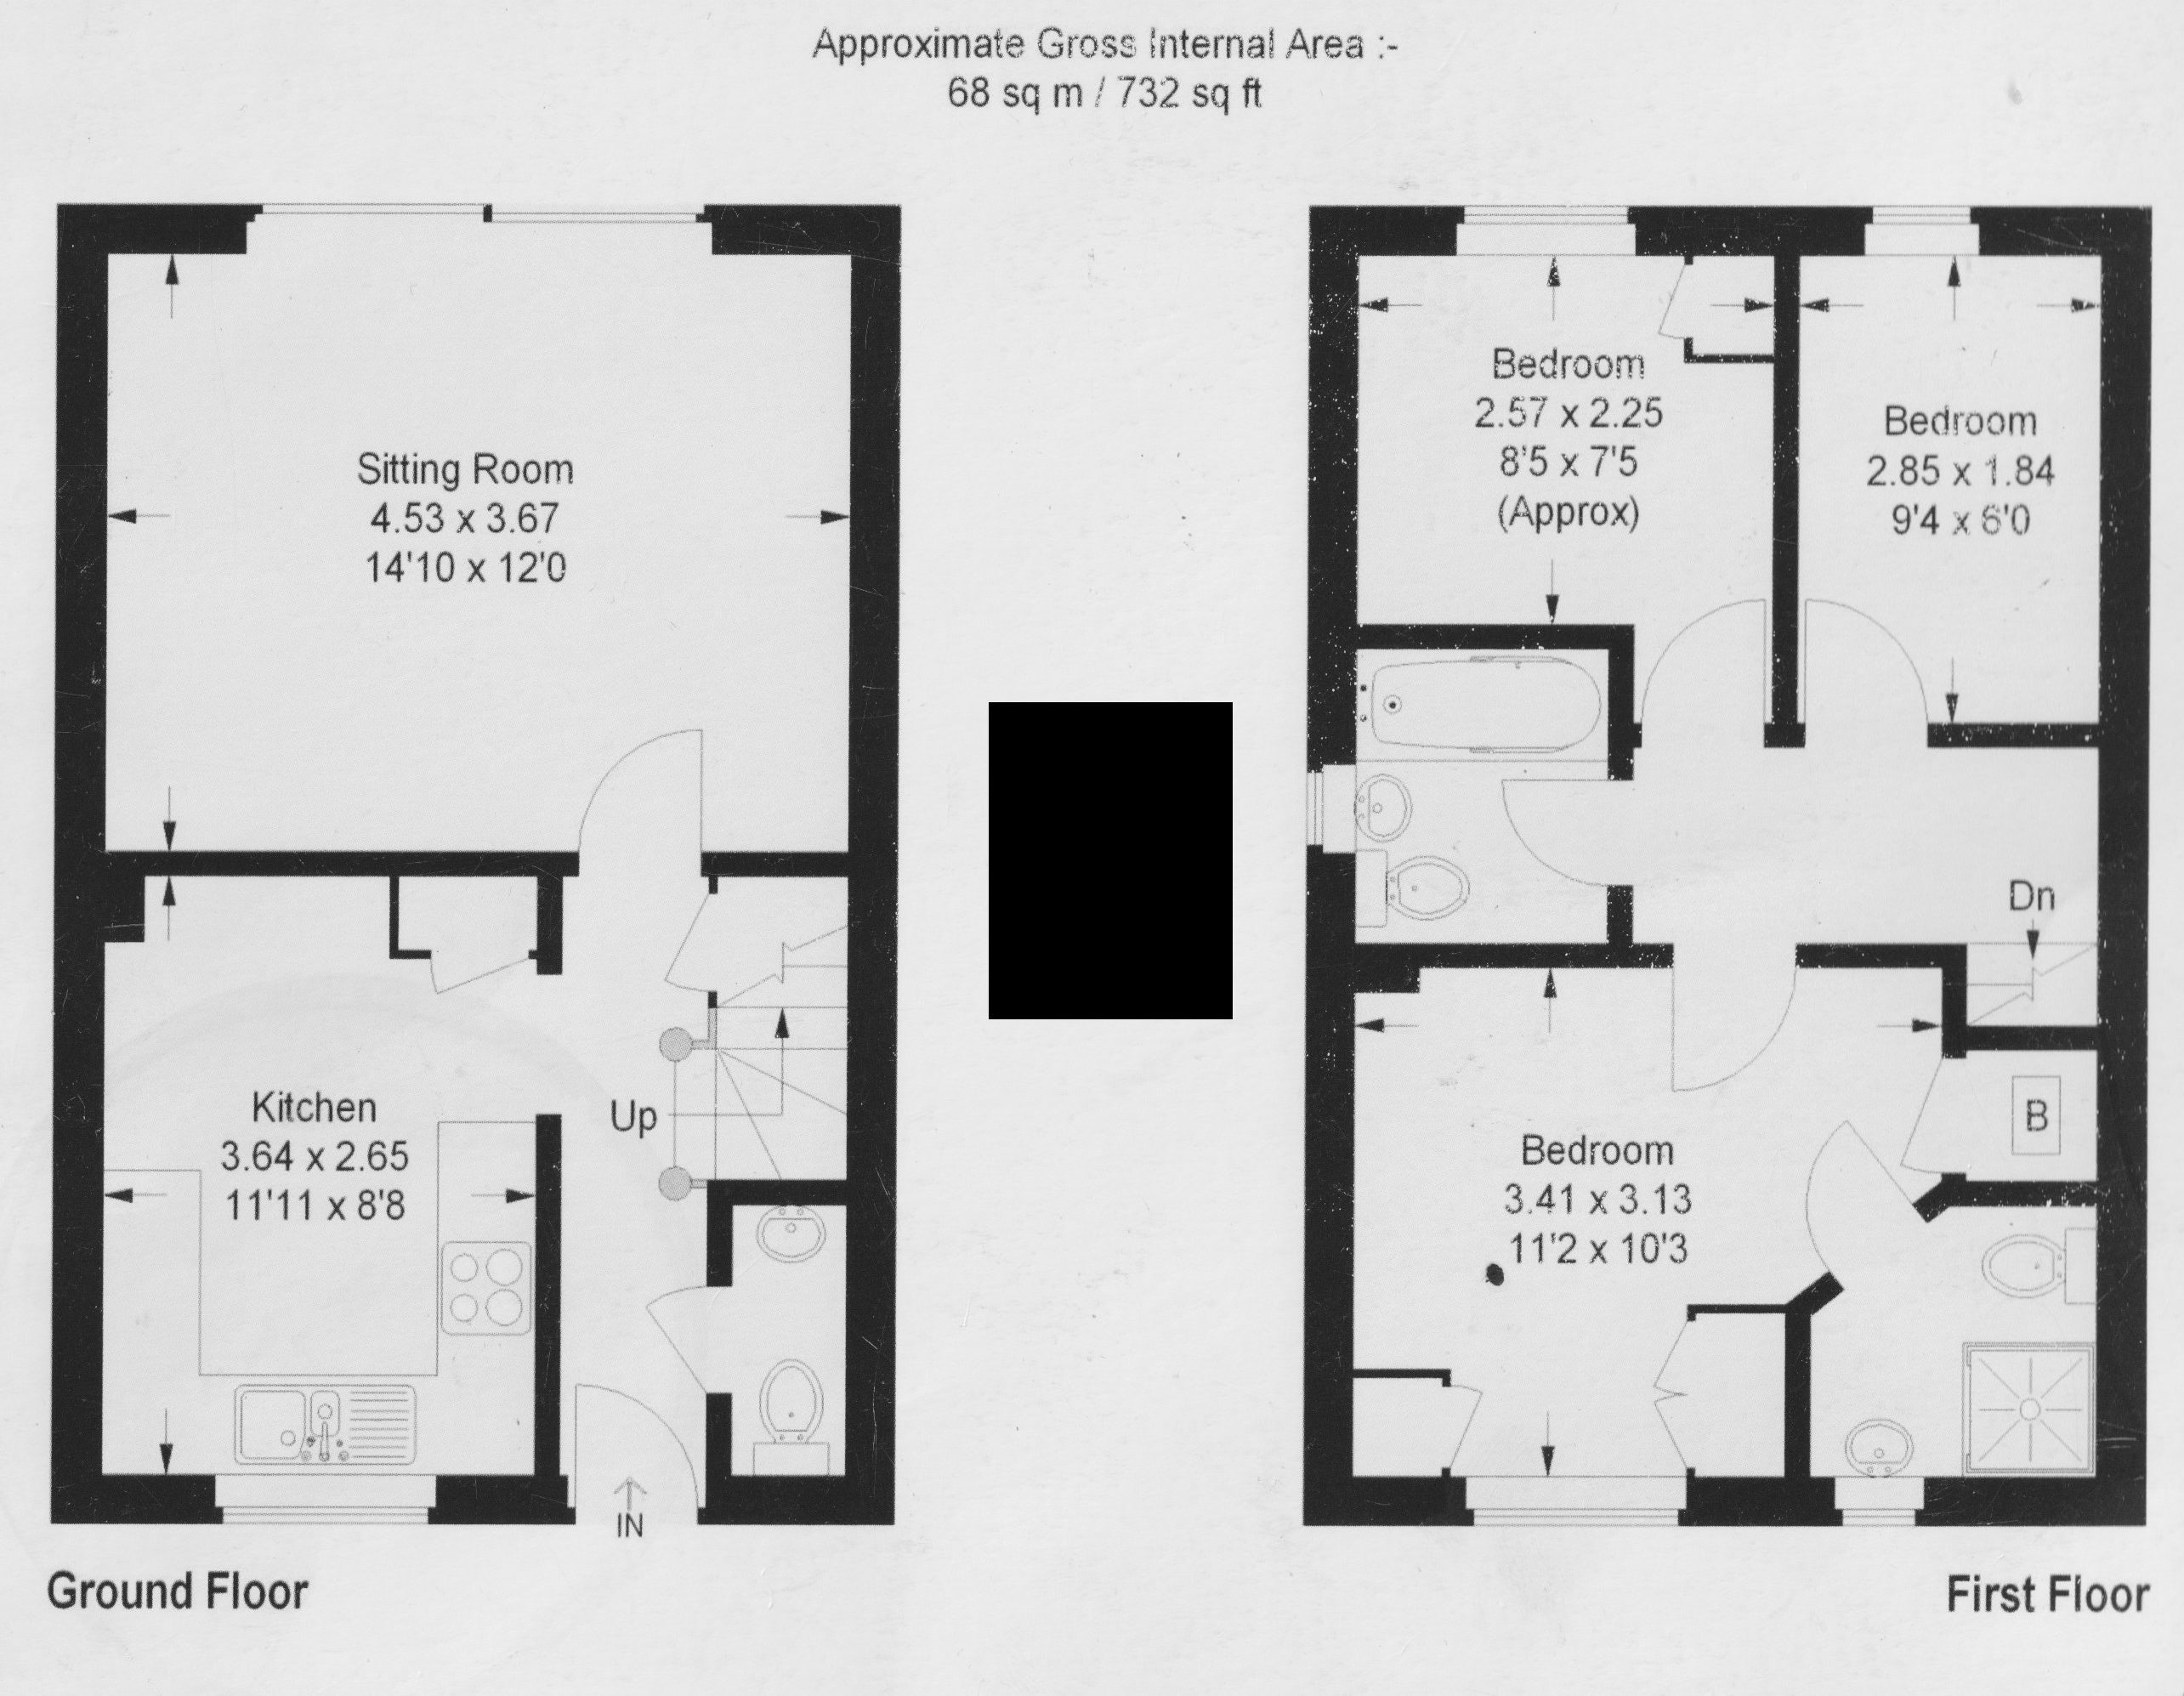 Approximate Gross Internal Area :-
68 sq m / 732 sq ft
Sitting Room
4.53 x 3.67
14'10 x 12'0
Kitchen
3.64 x 2.65
11'11 x 8'8
Up
IN
Ground Floor
Bedroom
2.57 x 2.25
8'5 x 7'5
(Approx)
Bedroom
2.85 x 1.84
9'4 x 6'0
Dn
B
Bedroom
3.41 x 3.13
11'2 x 10'3
First Floor